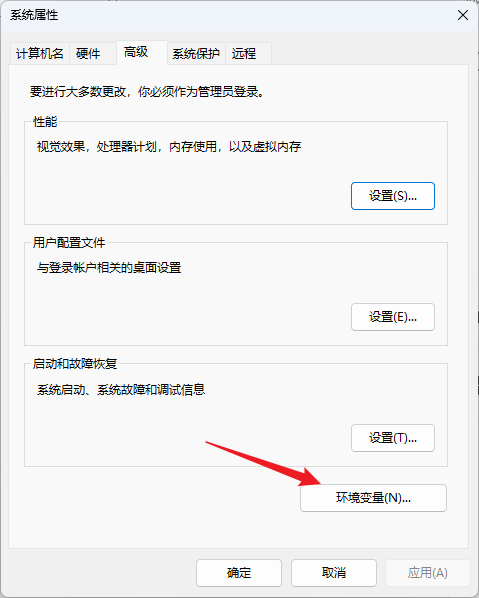 系统属性
计算机名 硬件 高级 系统保护 远程
要进行大多数更改，你必须作为管理员登录。
性能
视觉效果，处理器计划，内存使用，以及虚拟内存
设置(S)...
用户配置文件
与登录帐户相关的桌面设置
设置(E)...
启动和故障恢复
系统启动、系统故障和调试信息
设置(T)...
环境变量(N)...
确定 取消 应用(A)